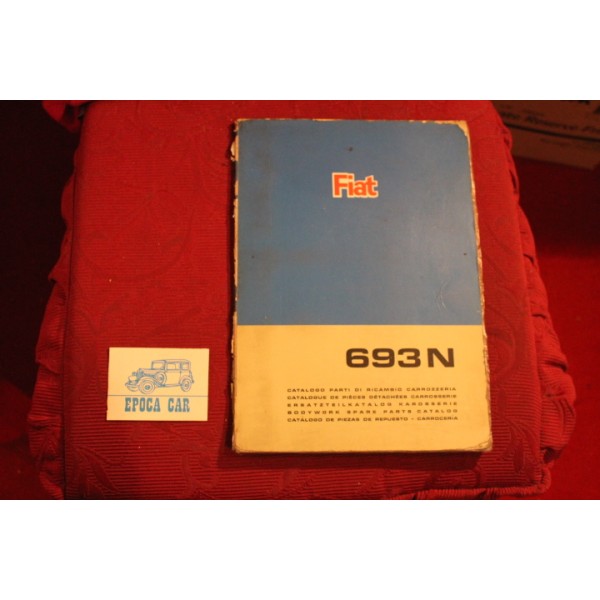 Fiat
693N
CATALOGO PARTI DI RICAMBIO CARROZZERIA
CATALOGUE DE PIÈCES DÉTACHÉES CARROSSERIE
ERSATZTEILKATALOG KAROSSERIE
BODYWORK SPARE PARTS CATALOG
CATÁLOGO DE PIEZAS DE REPUESTO - CARROCERIA
EPOCA CAR